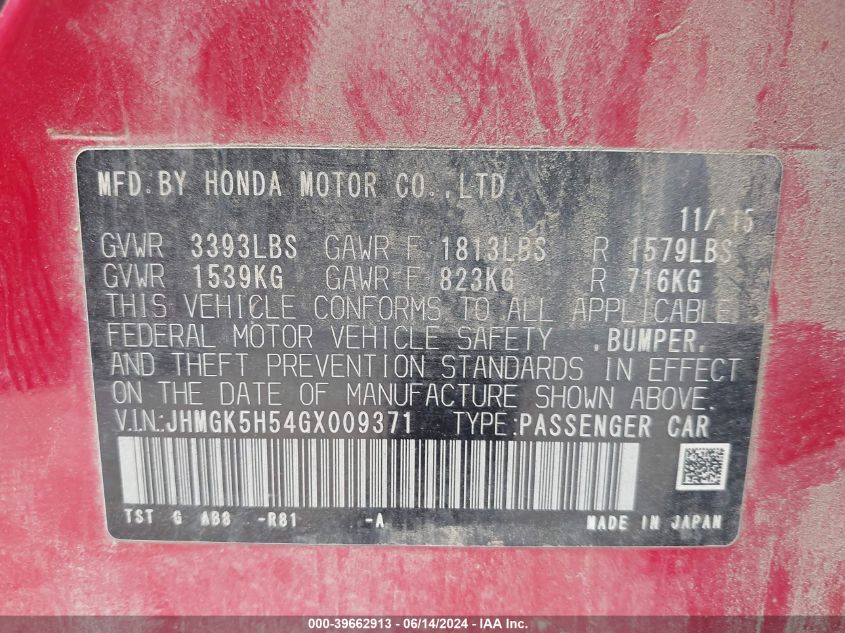 MFD. BY HONDA MOTOR CO., LTD
11/'15
GVWR 3393LBS GAWR F 1813LBS R 1579LBS
GVWR 1539KG GAWR F 823KG R 716KG
THIS VEHICLE CONFORMS TO ALL APPLICABLE
FEDERAL MOTOR VEHICLE SAFETY , BUMPER,
AND THEFT PREVENTION STANDARDS IN EFFECT
ON THE DATE OF MANUFACTURE SHOWN ABOVE.
V.I.N.: JHMGK5H54GX009371 TYPE: PASSENGER CAR
TST G AB8 -R81 -A MADE IN JAPAN
000-39662913 - 06/14/2024 - IAA Inc.